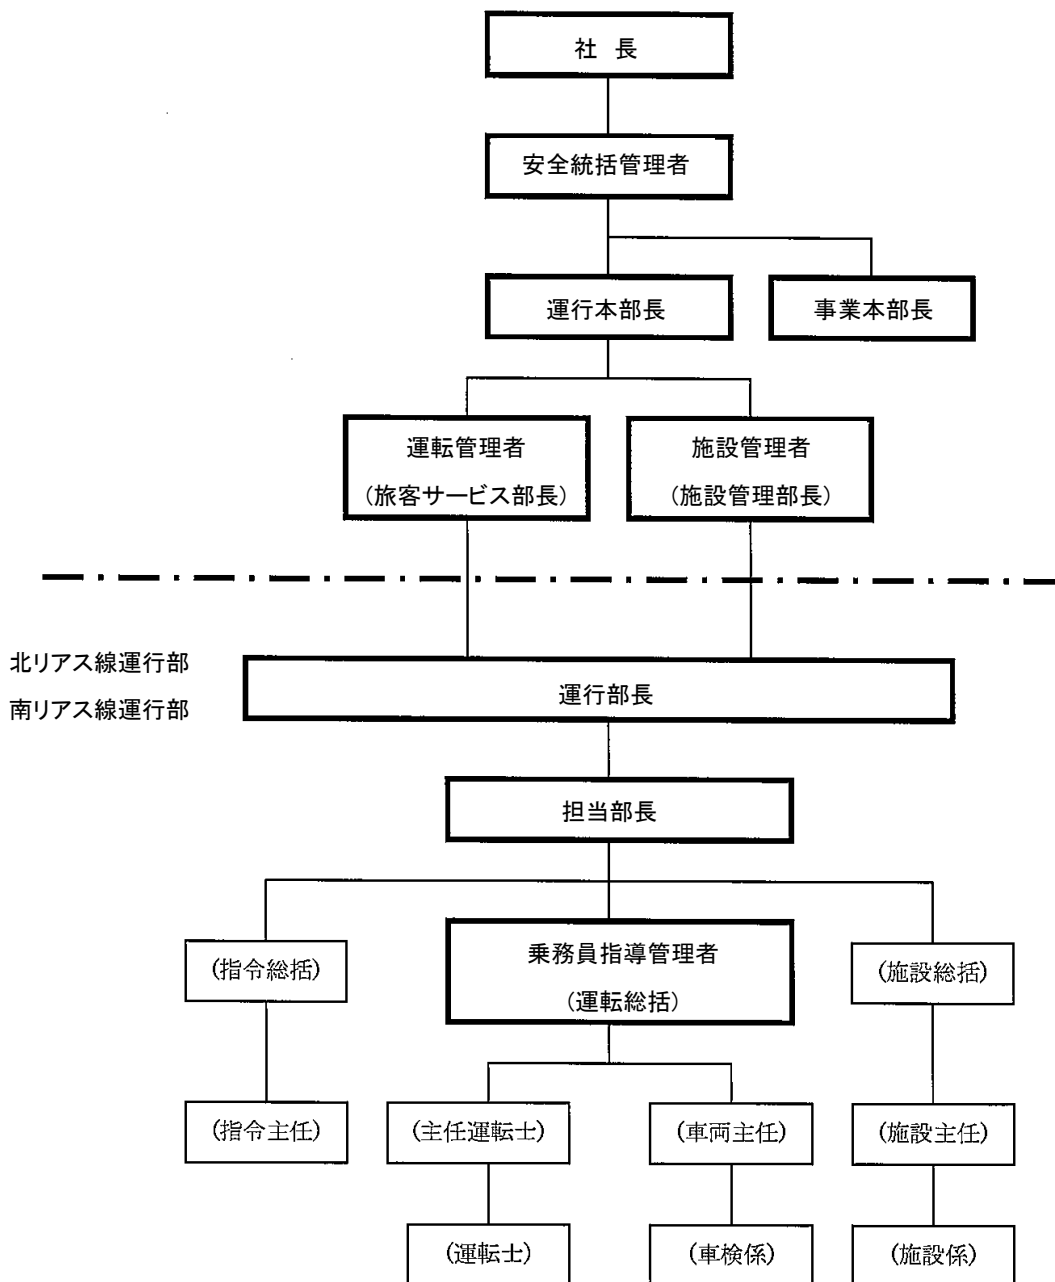 社 長
安全統括管理者
運行本部長
事業本部長
運転管理者
(旅客サービス部長)
施設管理者
(施設管理部長)
北リアス線運行部
南リアス線運行部
運行部長
担当部長
(指令総括)
乗務員指導管理者
(運転総括)
(施設総括)
(指令主任)
(主任運転士)
(車両主任)
(施設主任)
(運転士)
(車検係)
(施設係)